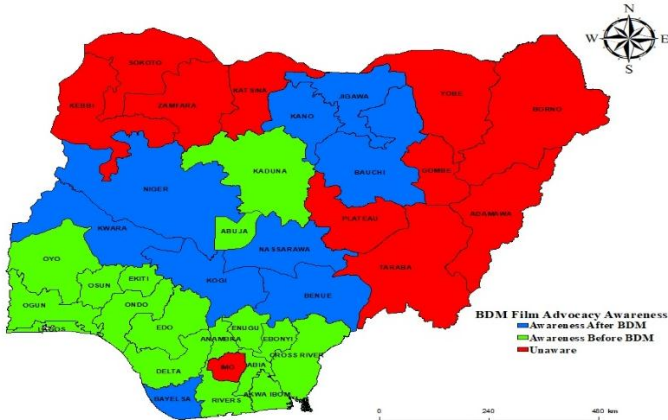 N
W E
S
SOKOTO
KEBBI
ZAMFARA
KATSINA
KANO
JIGAWA
YOBE
BORNO
BAUCHI
GOMBE
KADUNA
NIGER
ABUJA
PLATEAU
ADAMAWA
KWARA
NASSARAWA
TARABA
KOGI
BENUE
OYO
OSUN
EKITI
OGUN
ONDO
LAGOS
EDO
ENUGU
ANAMBRA
EBONYI
CROSS RIVER
DELTA
IMO
ABIA
BAYELSA
RIVERS
AKWA IBOM
BDM Film Advocacy Awareness
Awareness After BDM
Awareness Before BDM
Unaware
0 240 480 km